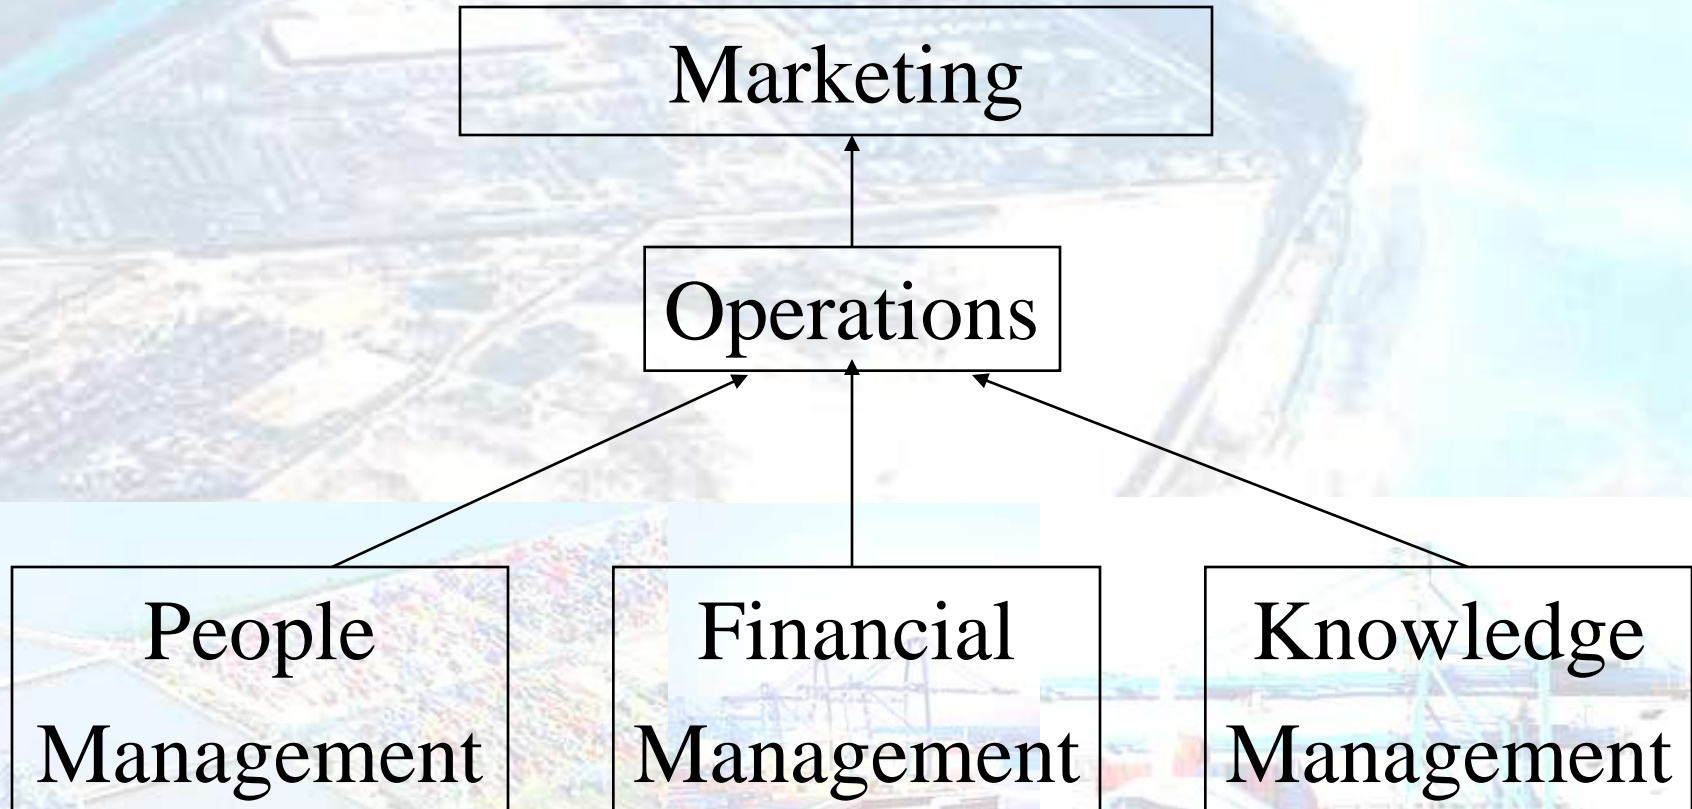 Marketing
Operations
People
Management
Financial
Management
Knowledge
Management